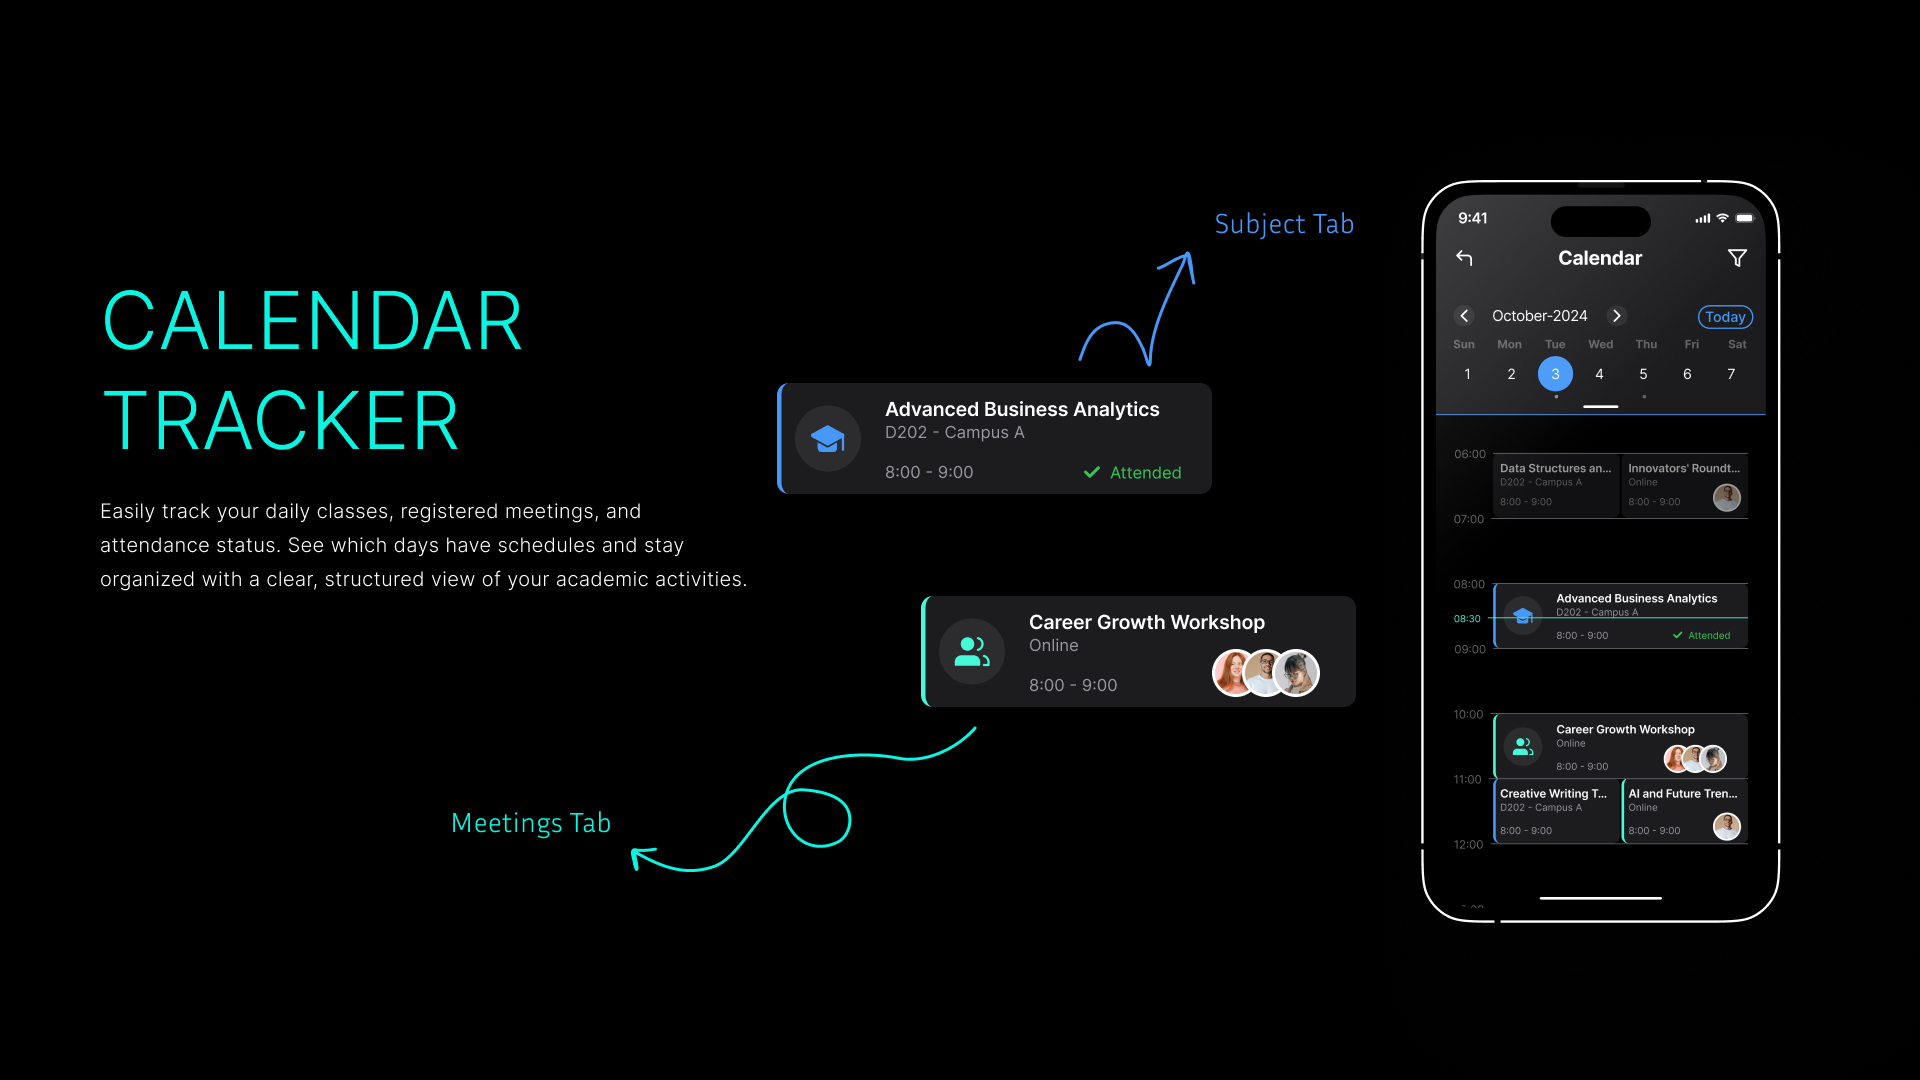 CALENDAR
TRACKER
Easily track your daily classes, registered meetings, and
attendance status. See which days have schedules and stay
organized with a clear, structured view of your academic activities.
Subject Tab
Advanced Business Analytics
D202 - Campus A
8:00 - 9:00
Attended
Career Growth Workshop
Online
8:00 - 9:00
Meetings Tab
9:41
Calendar
October-2024
Today
Sun Mon Tue Wed Thu Fri Sat
1 2 3 4 5 6 7
06:00
Data Structures an...
D202 - Campus A
8:00 - 9:00
Innovators' Roundt...
Online
8:00 - 9:00
07:00
08:00
Advanced Business Analytics
D202 - Campus A
08:30
8:00 - 9:00
Attended
09:00
10:00
Career Growth Workshop
Online
8:00 - 9:00
11:00
Creative Writing T...
D202 - Campus A
8:00 - 9:00
AI and Future Tren...
Online
8:00 - 9:00
12:00